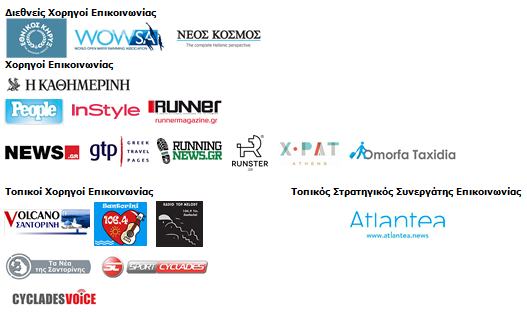 Διεθνείς Χορηγοί Επικοινωνίας
ΕΘΝΙΚΟΣ ΚΗΡΥΞ
WOWSA
WORLD OPEN WATER SWIMMING ASSOCIATION
ΝΕΟΣ ΚΟΣΜΟΣ
The complete Hellenic perspective
Χορηγοί Επικοινωνίας
Η ΚΑΘΗΜΕΡΙΝΗ
People
InStyle
RUNNER
runnermagazine.gr
NEWS.GR
gtp
GREEK
TRAVEL
PAGES
RUNNING
NEWS.GR
RUNSTER
X·PAT
ATHENS
Omorfa Taxidia
Τοπικοί Χορηγοί Επικοινωνίας
Τοπικός Στρατηγικός Συνεργάτης Επικοινωνίας
VOLCANO
ΣΑΝΤΟΡΙΝΗ
Santorini
106.4
RADIO TOP MELODY
Atlantea
www.atlantea.news
Τα Νέα
της Σαντορίνης
SC SPORT CYCLADES
CYCLADESVOICE